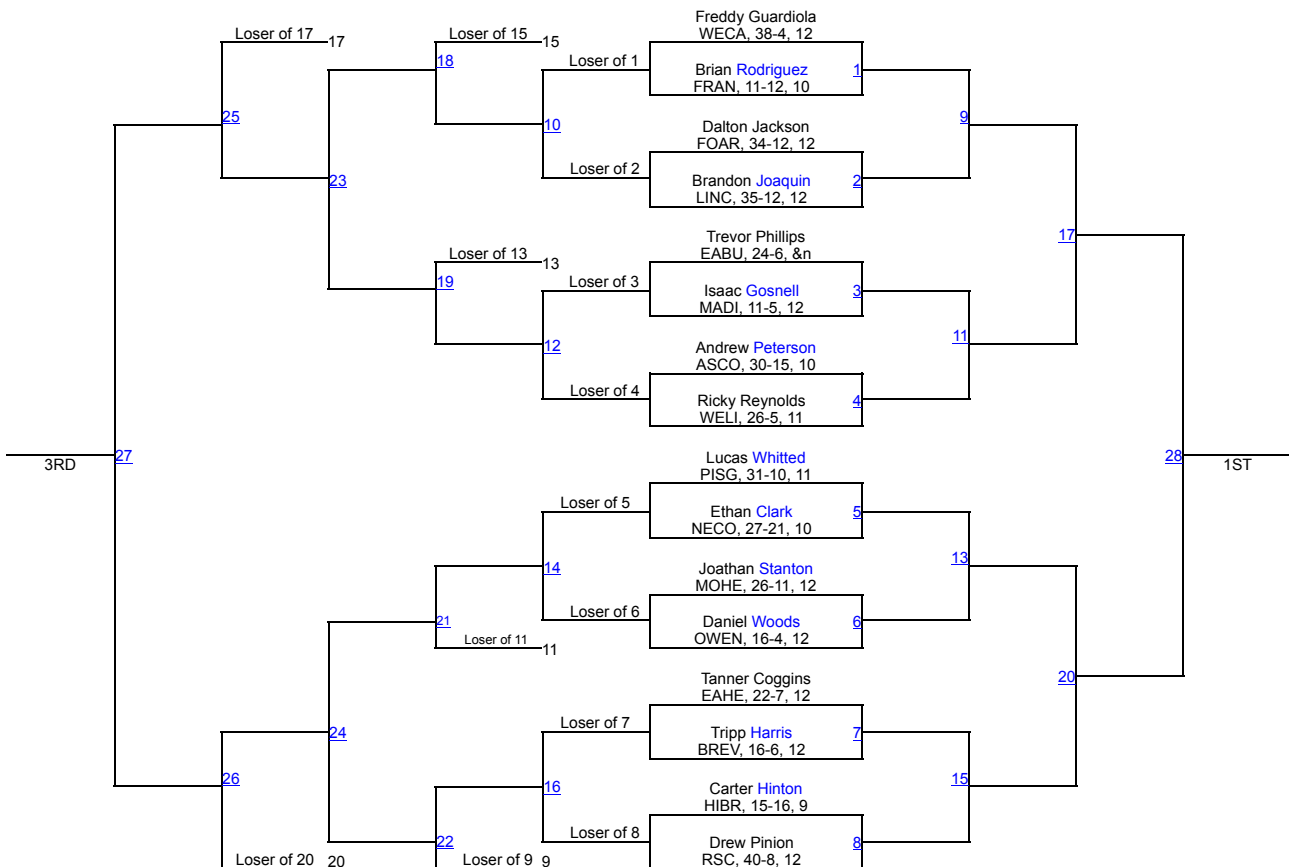 Freddy Guardiola
WECA, 38-4, 12
Loser of 17 17
Loser of 15 15
18
Loser of 1
Brian Rodriguez 1
FRAN, 11-12, 10
25
10
9
Dalton Jackson
FOAR, 34-12, 12
Loser of 2
23
Brandon Joaquin 2
LINC, 35-12, 12
Trevor Phillips
EABU, 24-6, &n
17
Loser of 13 13
19
Loser of 3
Isaac Gosnell 3
MADI, 11-5, 12
12
11
Andrew Peterson
ASCO, 30-15, 10
Loser of 4
Ricky Reynolds 4
WELI, 26-5, 11
3RD
27
Lucas Whitted
PISG, 31-10, 11
28
1ST
Loser of 5
Ethan Clark 5
NECO, 27-21, 10
14
13
Joathan Stanton
MOHE, 26-11, 12
Loser of 6
21
Daniel Woods 6
OWEN, 16-4, 12
Loser of 11 11
Tanner Coggins
EAHE, 22-7, 12
20
Loser of 7
24
Tripp Harris 7
BREV, 16-6, 12
26
16
15
Carter Hinton
HIBR, 15-16, 9
Loser of 8
22
Drew Pinion 8
RSC, 40-8, 12
Loser of 20 20
Loser of 9 9